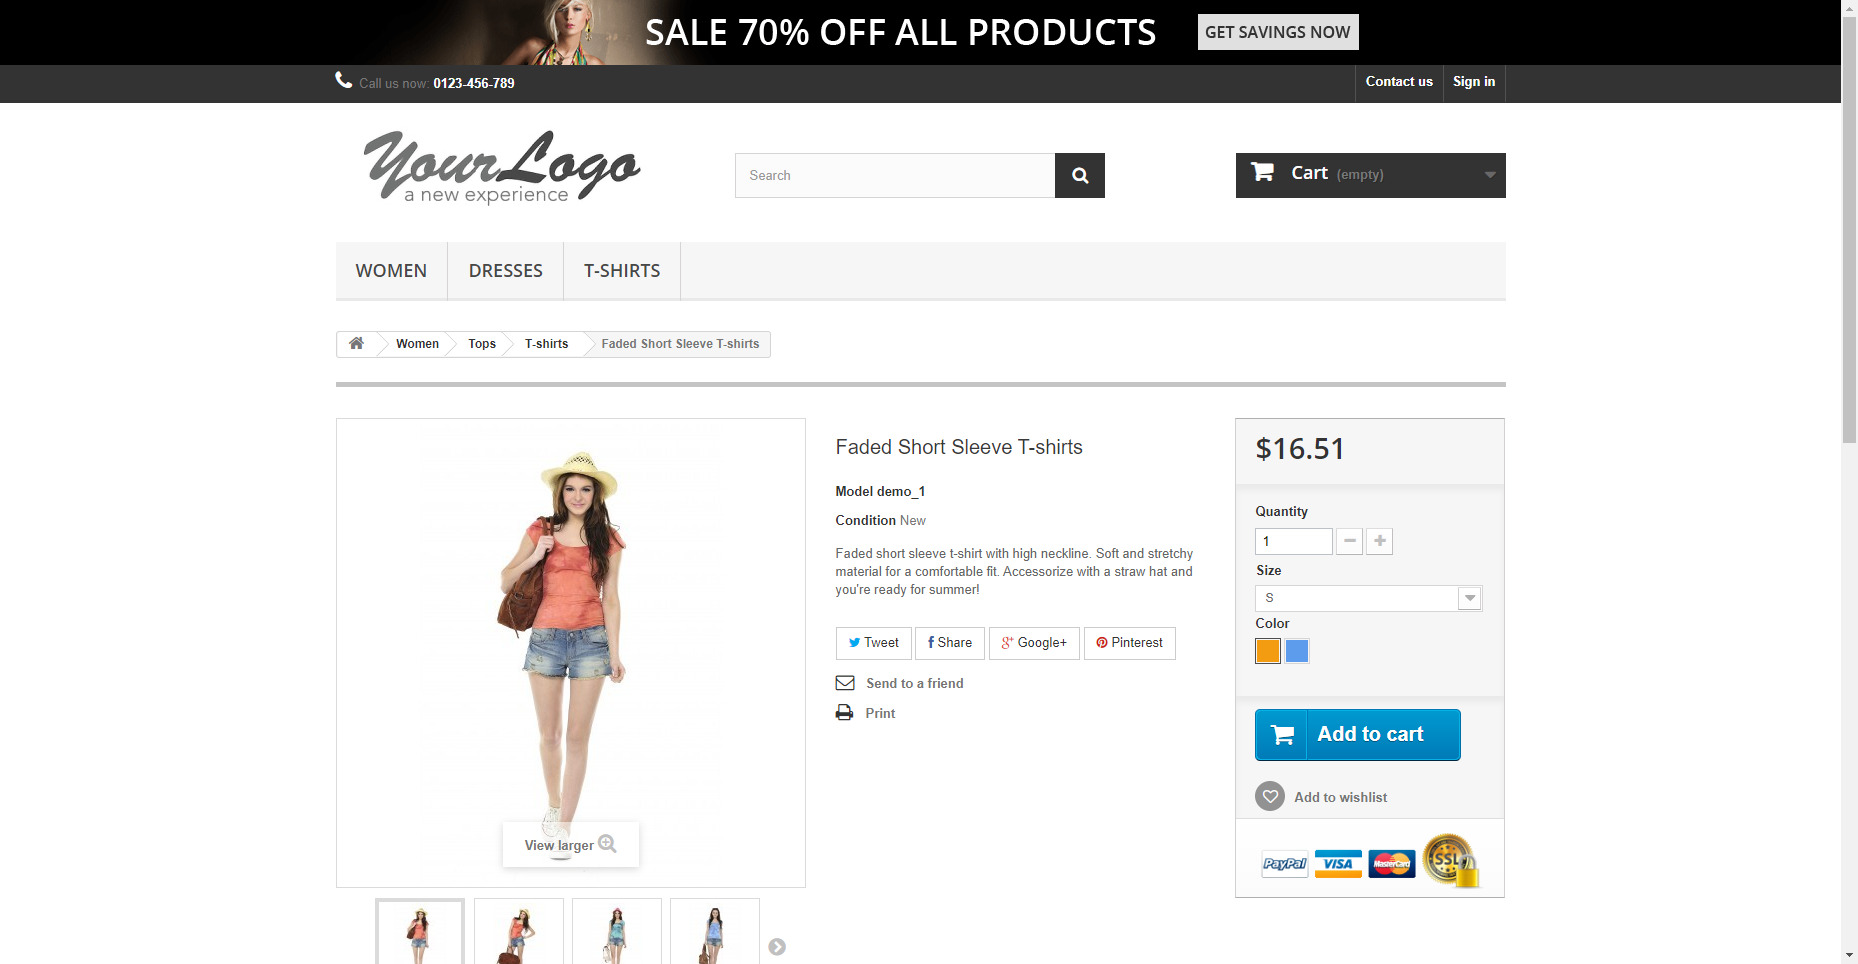 SALE 70% OFF ALL PRODUCTS
GET SAVINGS NOW
Call us now: 0123-456-789
Contact us
Sign in
YourLogo
a new experience
Search
Cart (empty)
WOMEN
DRESSES
T-SHIRTS
Women
Tops
T-shirts
Faded Short Sleeve T-shirts
Faded Short Sleeve T-shirts
Model demo_1
Condition New
Faded short sleeve t-shirt with high neckline. Soft and stretchy
material for a comfortable fit. Accessorize with a straw hat and
you're ready for summer!
Tweet
Share
Google+
Pinterest
Send to a friend
Print
View larger
$16.51
Quantity
1
Size
S
Color
Add to cart
Add to wishlist
PayPal
VISA
MasterCard
SSL